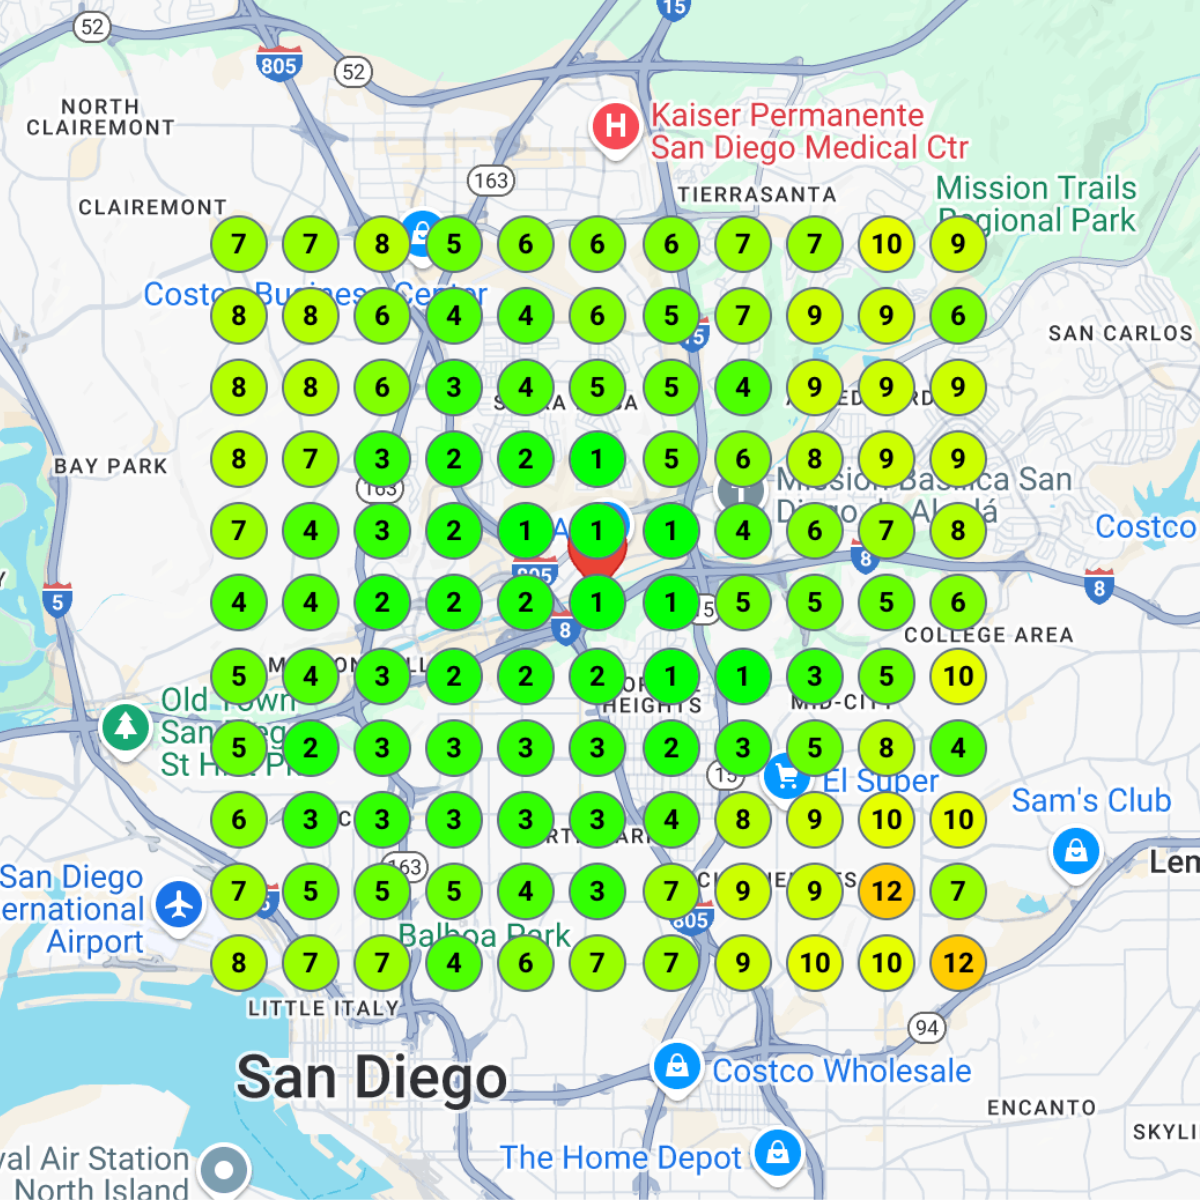 15
52
805
52
NORTH
CLAIREMONT
Kaiser Permanente
San Diego Medical Ctr
163
TIERRASANTA
Mission Trails
Regional Park
CLAIREMONT
7 7 8 5 6 6 6 7 7 10 9
Costco Business Center
8 8 6 4 4 6 5 7 9 9 6
15
SAN CARLOS
8 8 6 3 4 5 5 4 9 9 9
8 7 3 2 2 1 5 6 8 9 9
BAY PARK
163
Mission Basilica San
Diego de Alcalá
7 4 3 2 1 1 1 4 6 7 8
Costco
805
8
8
5
4 4 2 2 2 1 1 5 5 5 6
8
15
COLLEGE AREA
5 4 3 2 2 2 1 1 3 5 10
HEIGHTS
MID-CITY
Old Town
San Diego
St Hist Pk
5 2 3 3 3 3 2 3 5 8 4
15
El Super
Sam's Club
6 3 3 3 3 3 4 8 9 10 10
163
Len
San Diego
ernational
Airport
7 5 5 5 4 3 7 9 9 12 7
5
805
Balboa Park
8 7 7 4 6 7 7 9 10 10 12
LITTLE ITALY
94
San Diego
Costco Wholesale
ENCANTO
SKYLI
The Home Depot
val Air Station
North Island